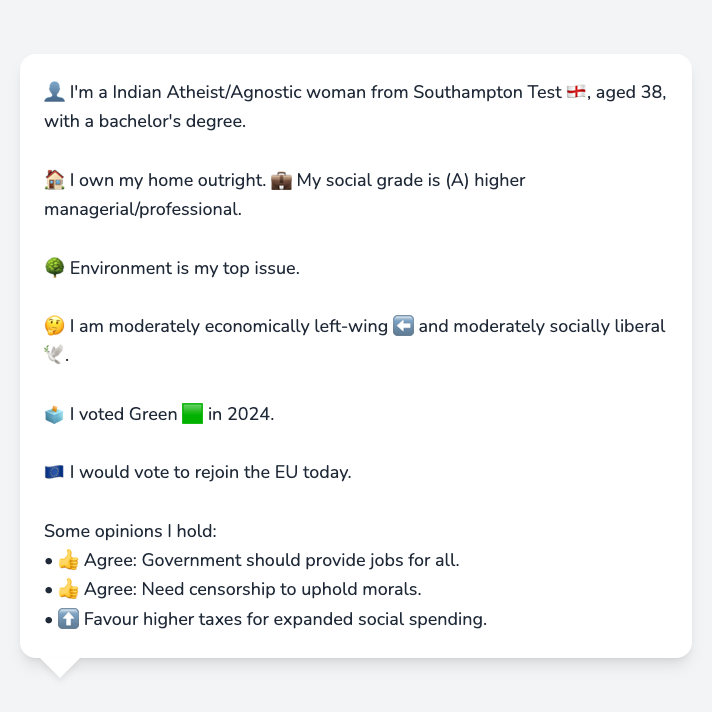 👤 I'm a Indian Atheist/Agnostic woman from Southampton Test 🏴󠁧󠁢󠁥󠁮󠁧󠁿, aged 38,
with a bachelor's degree.
🏠 I own my home outright. 💼 My social grade is (A) higher
managerial/professional.
🌳 Environment is my top issue.
🤔 I am moderately economically left-wing ⬅️ and moderately socially liberal
🕊️.
🗳️ I voted Green 🟩 in 2024.
🇪🇺 I would vote to rejoin the EU today.
Some opinions I hold:
• 👍 Agree: Government should provide jobs for all.
• 👍 Agree: Need censorship to uphold morals.
• ⬆️ Favour higher taxes for expanded social spending.